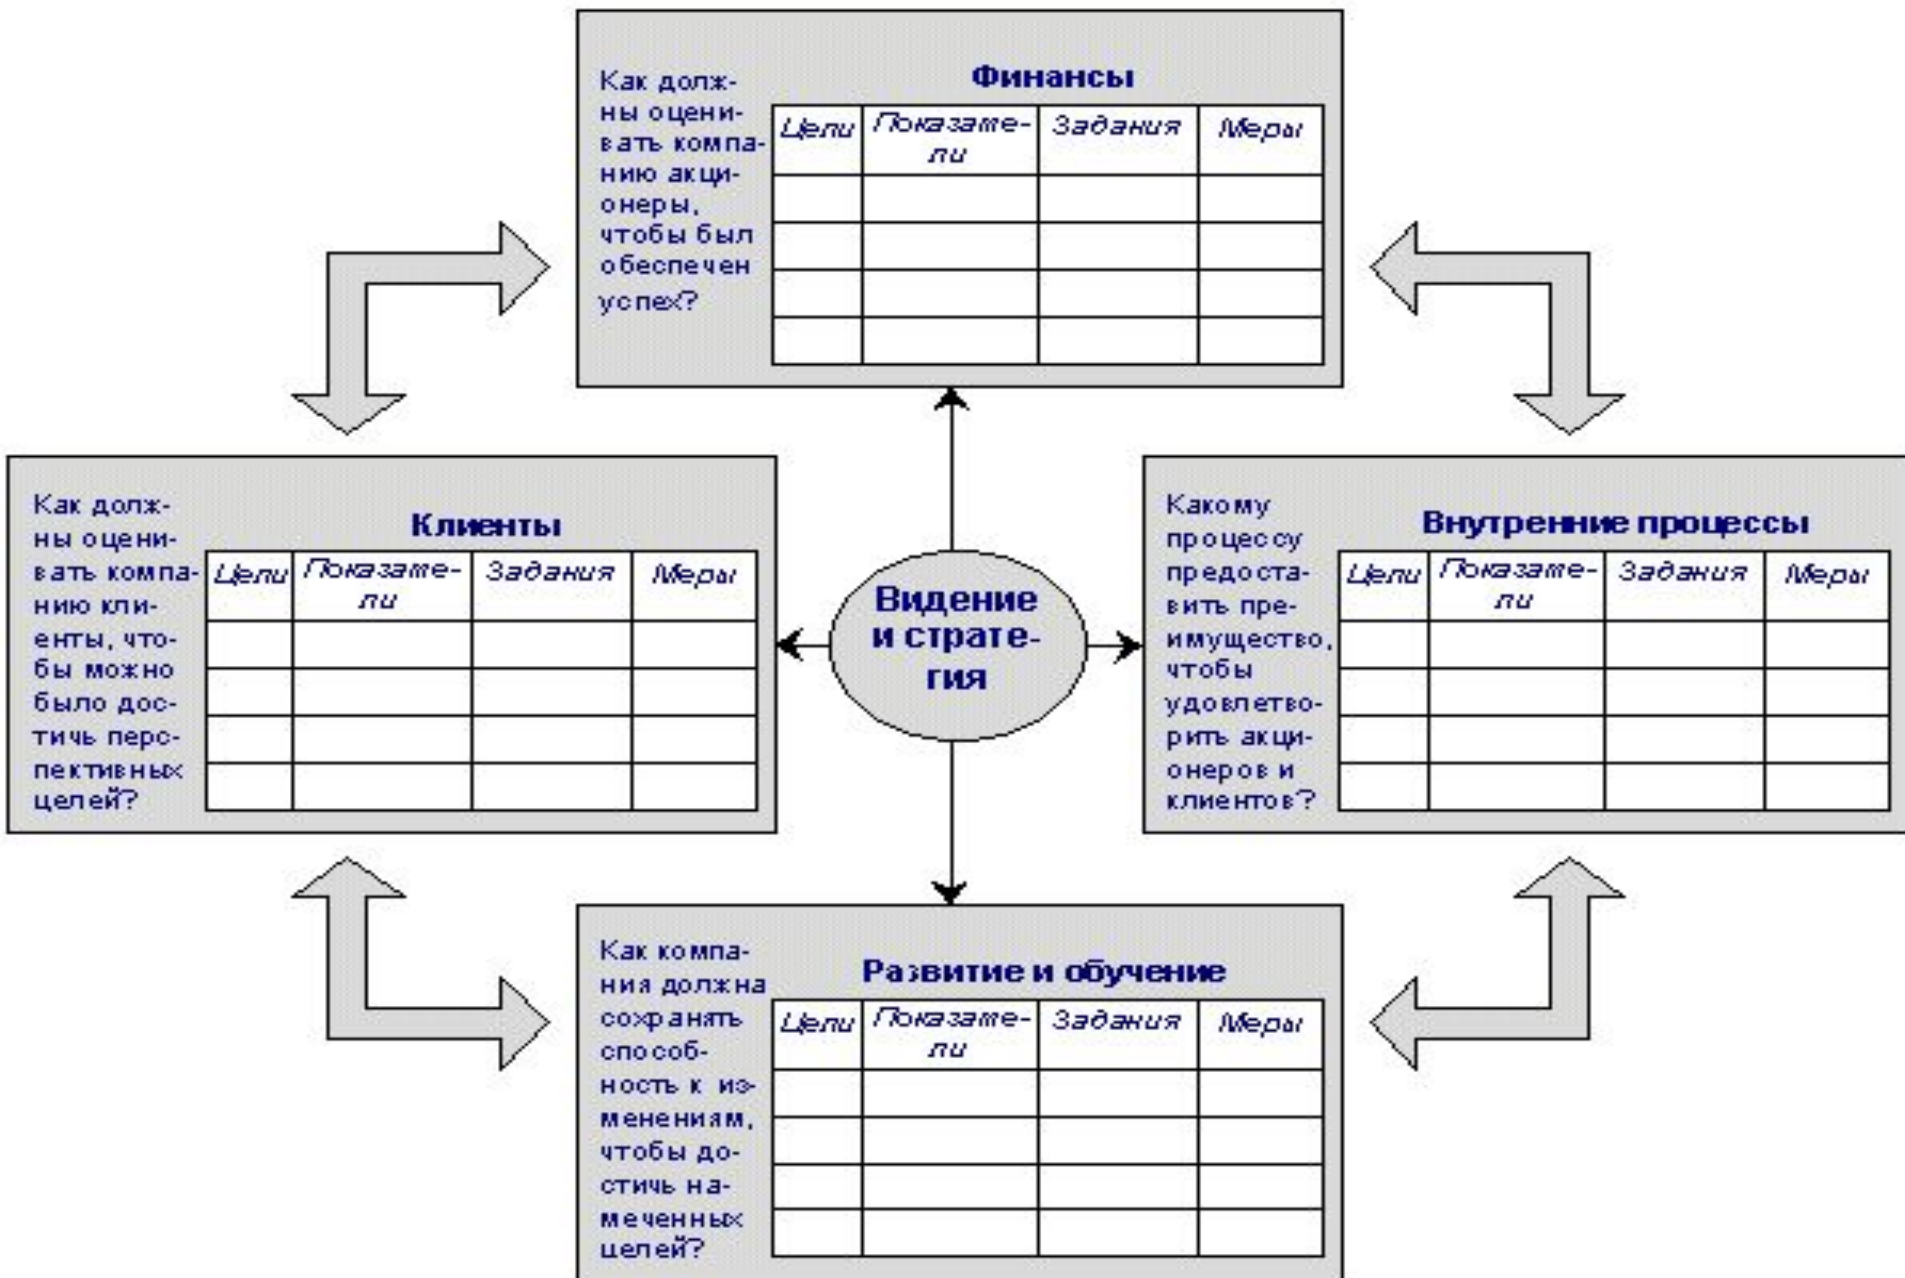 Финансы
Как долж-
ны оцени-
вать компа-
нию акци-
онеры,
чтобы был
обеспечен
успех?
Цели Показате- Задания Меры
ли
Клиенты
Как долж-
ны оцени-
вать компа-
нию кли-
енты, что-
бы можно
было дос-
тичь перс-
пективных
целей?
Цели Показате- Задания Меры
ли
Видение
и страте-
гия
Внутренние процессы
Какому
процессу
предоста-
вить пре-
имущество,
чтобы
удовлетво-
рить акци-
онеров и
клиентов?
Цели Показате- Задания Меры
ли
Развитие и обучение
Как компа-
ния должна
сохранять
способ-
ность к из-
менениям,
чтобы до-
стичь на-
меченных
целей?
Цели Показате- Задания Меры
ли